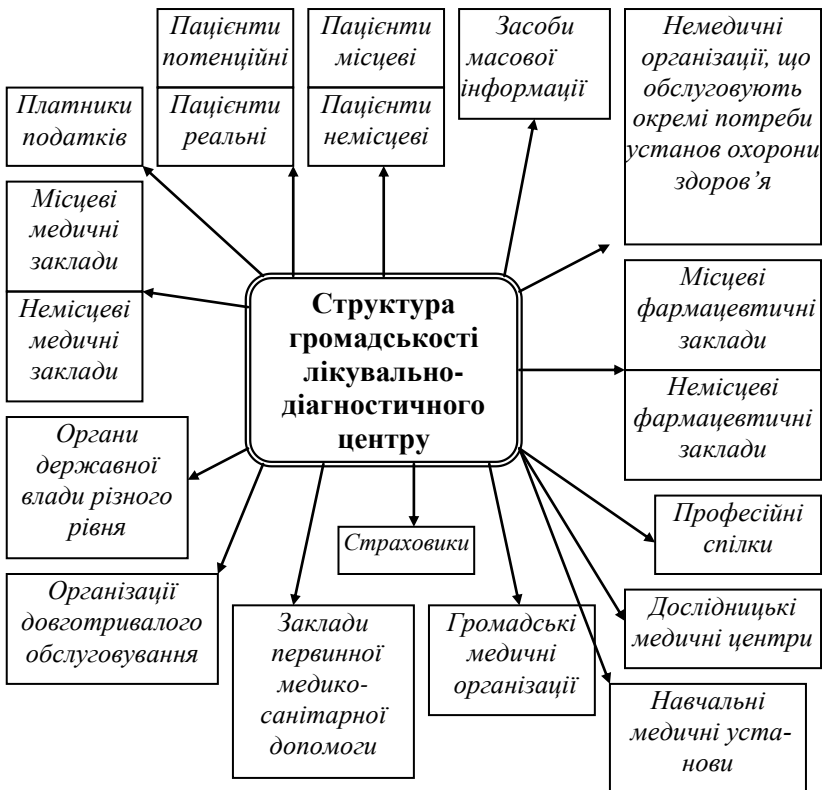 Пацієнти
потенційні
Пацієнти
реальні
Пацієнти
місцеві
Пацієнти
немісцеві
Засоби
масової
інформації
Немедичні
організації, що
обслуговують
окремі потреби
установ охорони
здоров’я
Платники
податків
Місцеві
медичні
заклади
Немісцеві
медичні
заклади
Структура
громадськості
лікувально-
діагностичного
центру
Місцеві
фармацевтичні
заклади
Немісцеві
фармацевтичні
заклади
Органи
державної
влади різного
рівня
Страховики
Професійні
спілки
Організації
довготривалого
обслуговування
Заклади
первинної
медико-
санітарної
допомоги
Громадські
медичні
організації
Дослідницькі
медичні центри
Навчальні
медичні уста-
нови